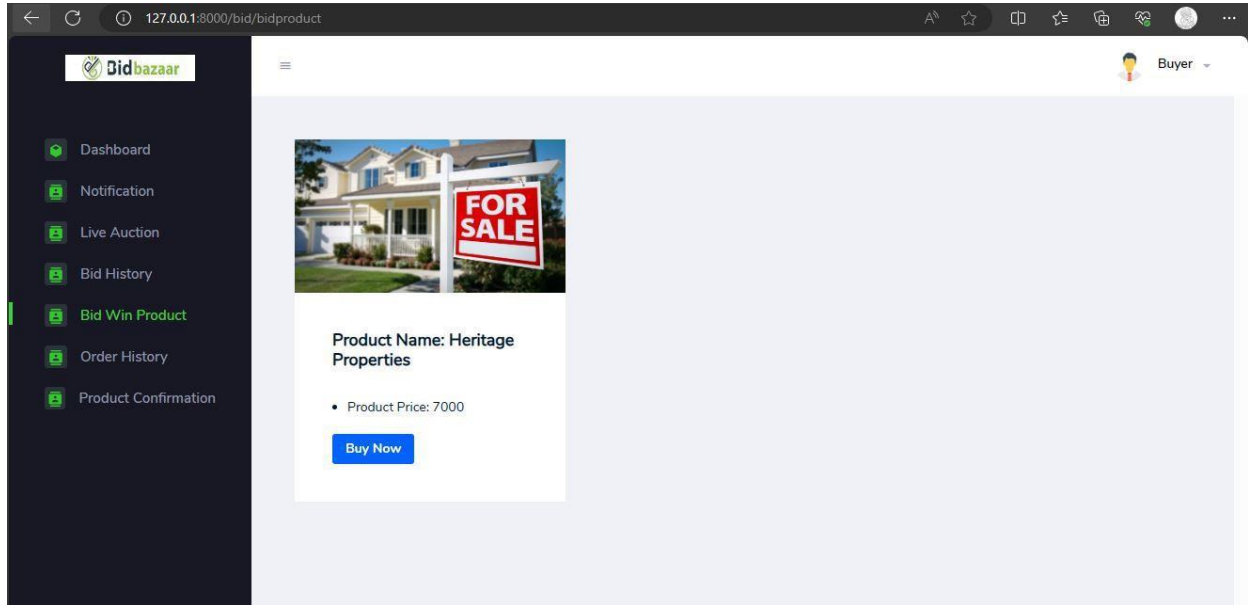 127.0.0.1:8000/bid/bidproduct
Bidbazaar
Buyer
Dashboard
Notification
Live Auction
Bid History
Bid Win Product
Order History
Product Confirmation
FOR
SALE
Product Name: Heritage
Properties
• Product Price: 7000
Buy Now